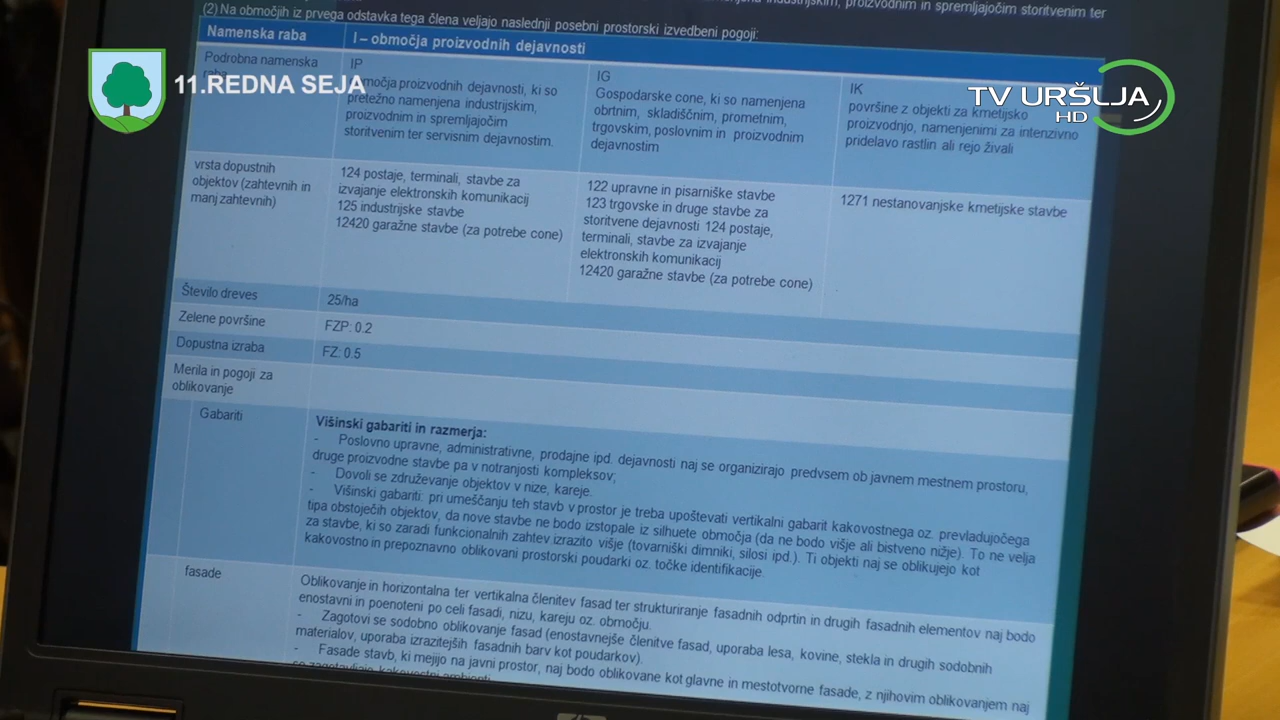 (2) Na območjih iz prvega odstavka tega člena veljajo naslednji posebni prostorski izvedbeni pogoji:
proizvodnim in spremljajočim storitvenim ter
11.REDNA SEJA
TV URŠLJA
HD
Namenska raba
I – območja proizvodnih dejavnosti
Podrobna namenska
IP
območja proizvodnih dejavnosti, ki so
pretežno namenjena industrijskim,
proizvodnim in spremljajočim
storitvenim ter servisnim dejavnostim.
IG
Gospodarske cone, ki so namenjena
obrtnim, skladiščnim, prometnim,
trgovskim, poslovnim in proizvodnim
dejavnostim
IK
površine z objekti za kmetijsko
proizvodnjo, namenjenimi za intenzivno
pridelavo rastlin ali rejo živali
vrsta dopustnih
objektov (zahtevnih in
manj zahtevnih)
124 postaje, terminali, stavbe za
izvajanje elektronskih komunikacij
125 industrijske stavbe
12420 garažne stavbe (za potrebe cone)
122 upravne in pisarniške stavbe
123 trgovske in druge stavbe za
storitvene dejavnosti 124 postaje,
terminali, stavbe za izvajanje
elektronskih komunikacij
12420 garažne stavbe (za potrebe cone)
1271 nestanovanjske kmetijske stavbe
Število dreves
25/ha
Zelene površine
FZP: 0.2
Dopustna izraba
FZ: 0.5
Merila in pogoji za
oblikovanje
Gabariti
Višinski gabariti in razmerja:
- Poslovno upravne, administrativne, prodajne ipd. dejavnosti naj se organizirajo predvsem ob javnem mestnem prostoru,
druge proizvodne stavbe pa v notranjosti kompleksov,
- Dovoli se združevanje objektov v nize, kareje.
- Višinski gabariti: pri umeščanju teh stavb v prostor je treba upoštevati vertikalni gabarit kakovostnega oz. prevladujočega
tipa obstoječih objektov, da nove stavbe ne bodo izstopale iz silhuete območja (da ne bodo višje ali bistveno nižje). To ne velja
za stavbe, ki so zaradi funkcionalnih zahtev izrazito višje (tovarniški dimniki, silosi ipd.). Ti objekti naj se oblikujejo kot
kakovostno in prepoznavno oblikovani prostorski poudarki oz. točke identifikacije.
fasade
Oblikovanje in horizontalna ter vertikalna členitev fasad ter strukturiranje fasadnih odprtin in drugih fasadnih elementov naj bodo
enostavni in poenoteni po celi fasadi, nizu, kareju oz. območju.
- Zagotovi se sodobno oblikovanje fasad (enostavnejše členitve fasad, uporaba lesa, kovine, stekla in drugih sodobnih
materialov, uporaba izrazitejših fasadnih barv kot poudarkov).
- Fasade stavb, ki mejijo na javni prostor, naj bodo oblikovane kot glavne in mestotvorne fasade, z njihovim oblikovanjem naj